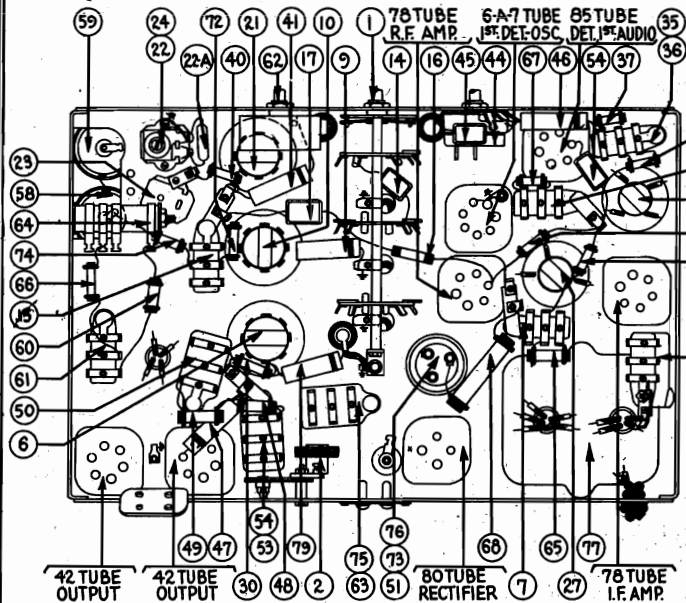 78 TUBE 6-A-7 TUBE 85 TUBE
R.F. AMP. 1ST. DET-OSC. DET. 1ST. AUDIO
59 24 72 21 41 10 1 35
22 22-A 40 62 17 9 14 16 45 44 67 46 54 37 36
23
58
64
74
66
15
60
61
50
6
49 47 54 53 30 48 79 2 75 63 76 73 51 68 65 77 7 27
42 TUBE 42 TUBE 80 TUBE 78 TUBE
OUTPUT OUTPUT RECTIFIER I.F. AMP.